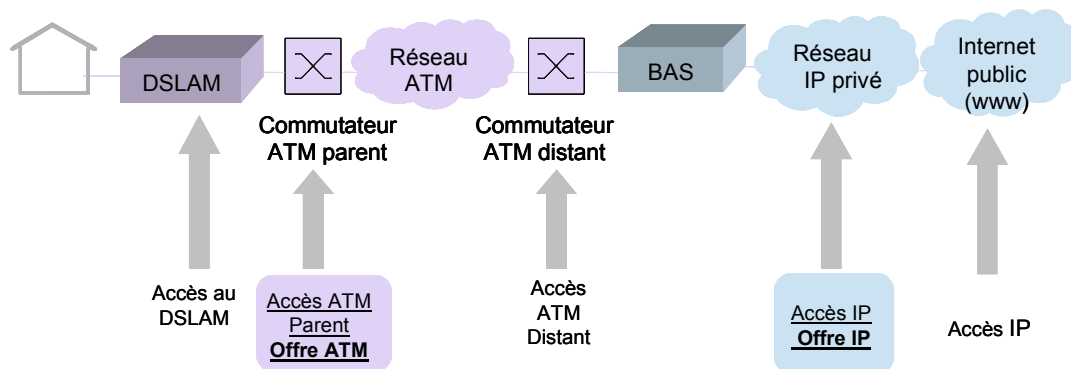 DSLAM
Réseau
ATM
BAS
Réseau
IP privé
Internet
public
(www)
Commutateur
ATM parent
Commutateur
ATM distant
Accès au
DSLAM
Accès ATM
Parent
Offre ATM
Accès
ATM
Distant
Accès IP
Offre IP
Accès IP